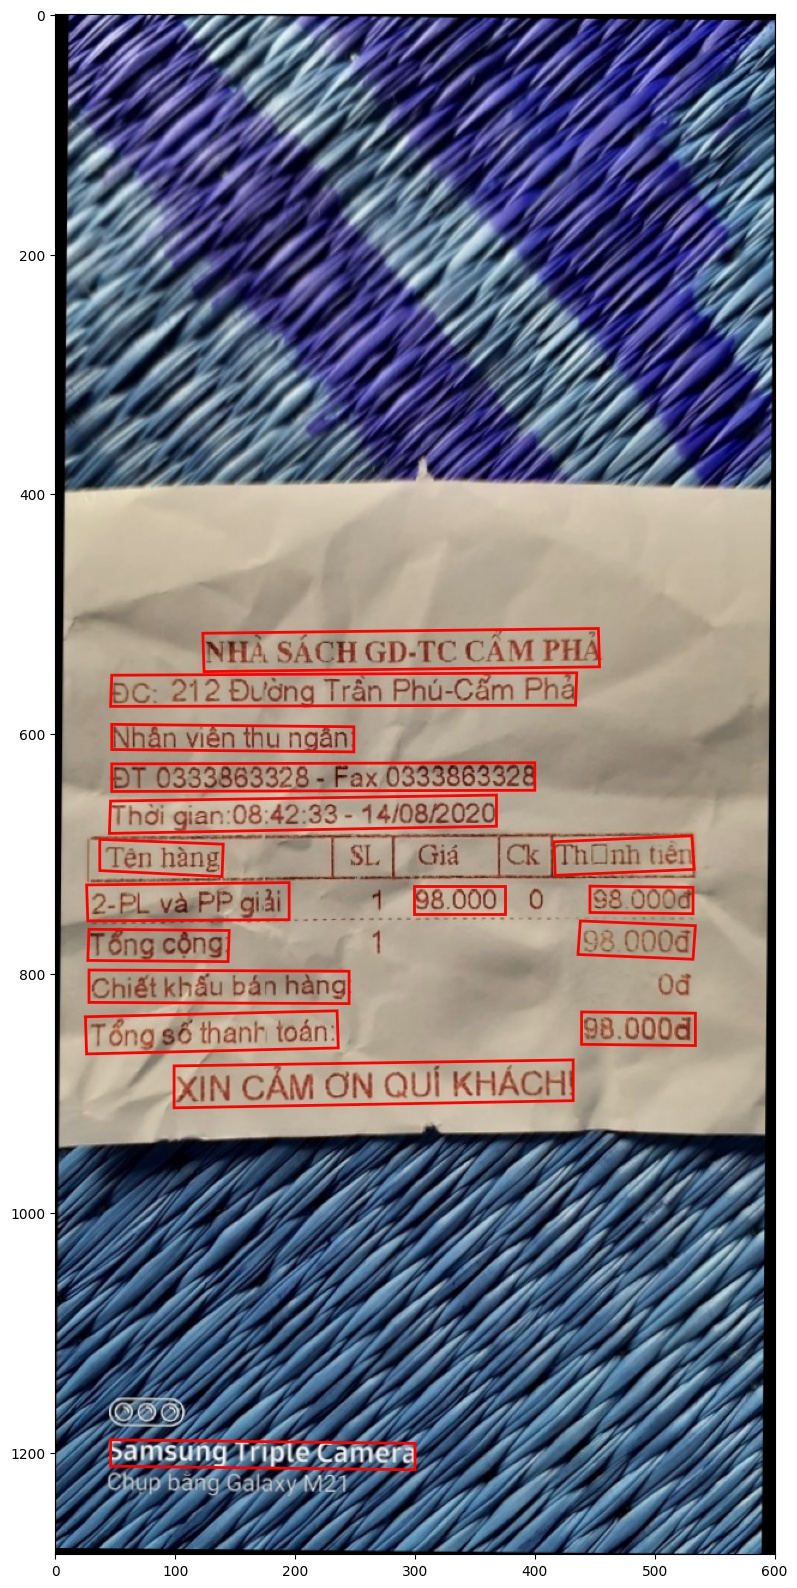 NHÀ SÁCH GD-TC CẨM PHẢ
ĐC: 212 Đường Trần Phú-Cẩm Phả
Nhân viên thu ngân:
ĐT 0333863328 - Fax 0333863328
Thời gian:08:42:33 - 14/08/2020
Tên hàng SL Giá Ck Th□nh tiền
2-PL và PP giải 1 98.000 0 98.000đ
Tổng cộng: 1 98.000đ
Chiết khấu bán hàng: 0đ
Tổng số thanh toán: 98.000đ
XIN CẢM ƠN QUÍ KHÁCH!
Samsung Triple Camera
Chụp bằng Galaxy M21
0
200
400
600
800
1000
1200
0 100 200 300 400 500 600